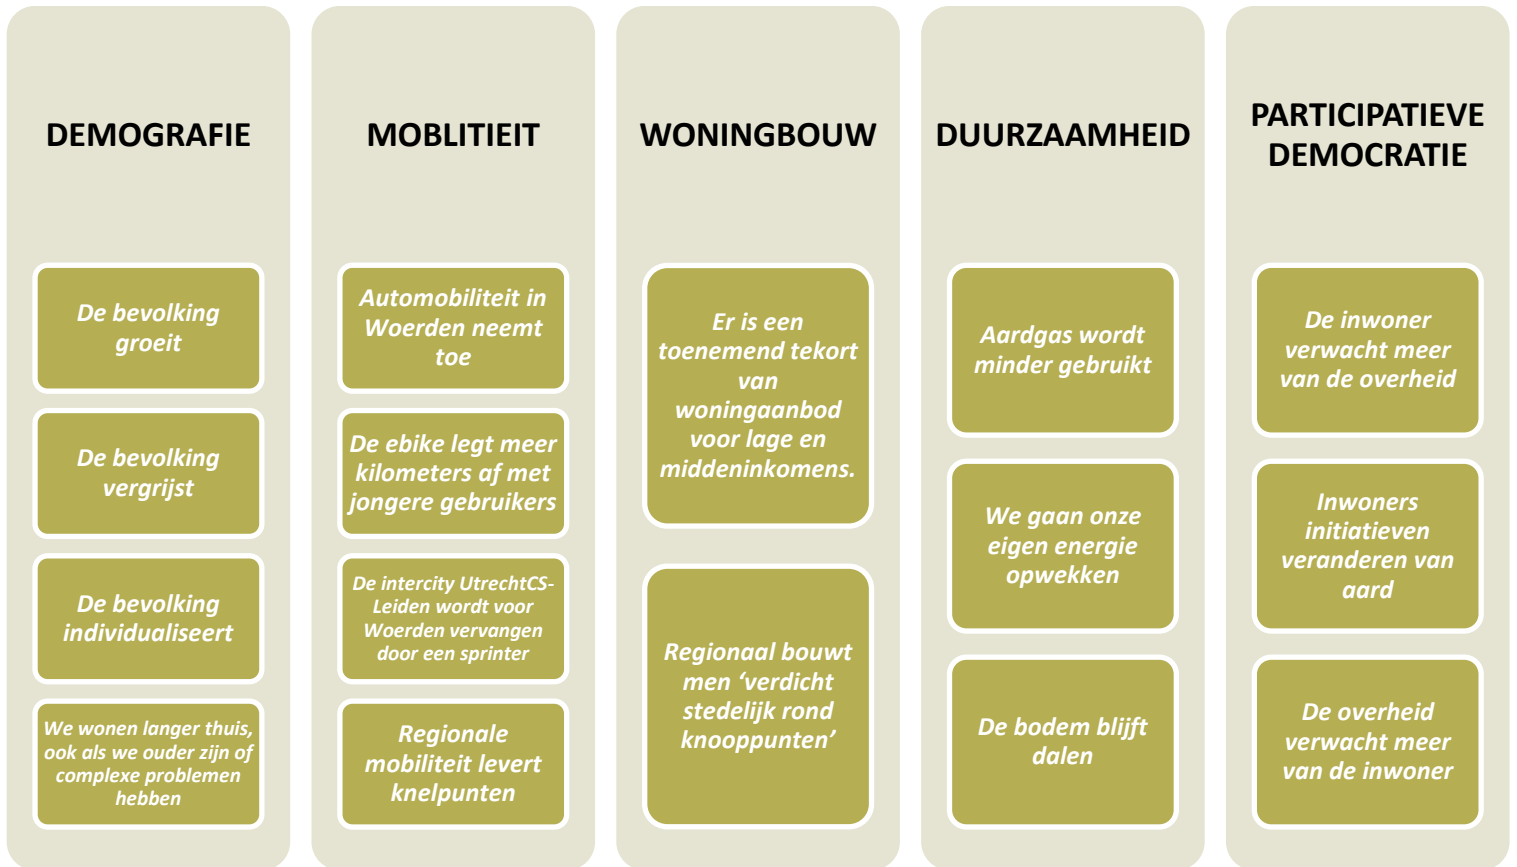 DEMOGRAFIE
De bevolking
groeit
De bevolking
vergrijst
De bevolking
individualiseert
We wonen langer thuis,
ook als we ouder zijn of
complexe problemen
hebben
MOBLITIEIT
Automobiliteit in
Woerden neemt
toe
De ebike legt meer
kilometers af met
jongere gebruikers
De intercity UtrechtCS-
Leiden wordt voor
Woerden vervangen
door een sprinter
Regionale
mobiliteit levert
knelpunten
WONINGBOUW
Er is een
toenemend tekort
van
woningaanbod
voor lage en
middeninkomens.
Regionaal bouwt
men ‘verdicht
stedelijk rond
knooppunten’
DUURZAAMHEID
Aardgas wordt
minder gebruikt
We gaan onze
eigen energie
opwekken
De bodem blijft
dalen
PARTICIPATIEVE
DEMOCRATIE
De inwoner
verwacht meer
van de overheid
Inwoners
initiatieven
veranderen van
aard
De overheid
verwacht meer
van de inwoner